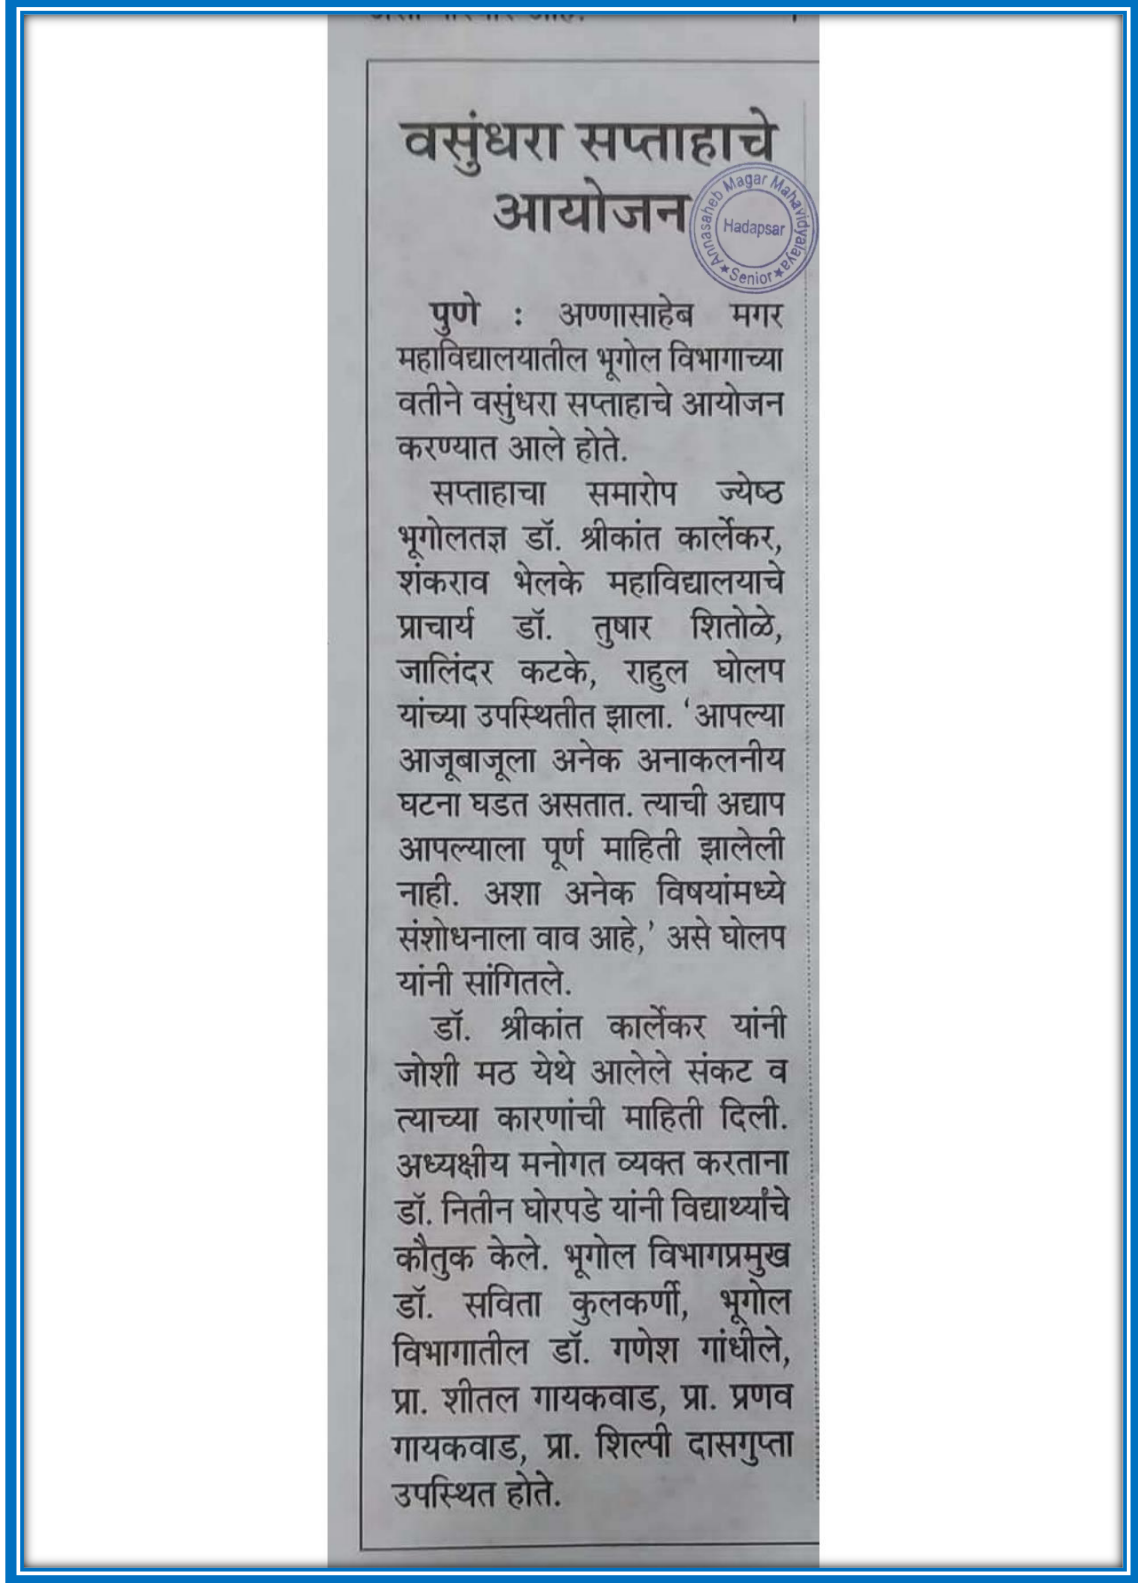 वसुंधरा सप्ताहाचे
आयोजन
Annasaheb Magar Mahavidyalaya
Hadapsar
★ Senior ★
पुणे : अण्णासाहेब मगर
महाविद्यालयातील भूगोल विभागाच्या
वतीने वसुंधरा सप्ताहाचे आयोजन
करण्यात आले होते.
सप्ताहाचा समारोप ज्येष्ठ
भूगोलतज्ज्ञ डॉ. श्रीकांत कार्लेकर,
शंकराव भेलके महाविद्यालयाचे
प्राचार्य डॉ. तुषार शितोळे,
जालिंदर कटके, राहुल घोलप
यांच्या उपस्थितीत झाला. ‘आपल्या
आजूबाजूला अनेक अनाकलनीय
घटना घडत असतात. त्याची अद्याप
आपल्याला पूर्ण माहिती झालेली
नाही. अशा अनेक विषयांमध्ये
संशोधनाला वाव आहे,’ असे घोलप
यांनी सांगितले.
डॉ. श्रीकांत कार्लेकर यांनी
जोशी मठ येथे आलेले संकट व
त्याच्या कारणांची माहिती दिली.
अध्यक्षीय मनोगत व्यक्त करताना
डॉ. नितीन घोरपडे यांनी विद्यार्थ्यांचे
कौतुक केले. भूगोल विभागप्रमुख
डॉ. सविता कुलकर्णी, भूगोल
विभागातील डॉ. गणेश गांधीले,
प्रा. शीतल गायकवाड, प्रा. प्रणव
गायकवाड, प्रा. शिल्पी दासगुप्ता
उपस्थित होते.